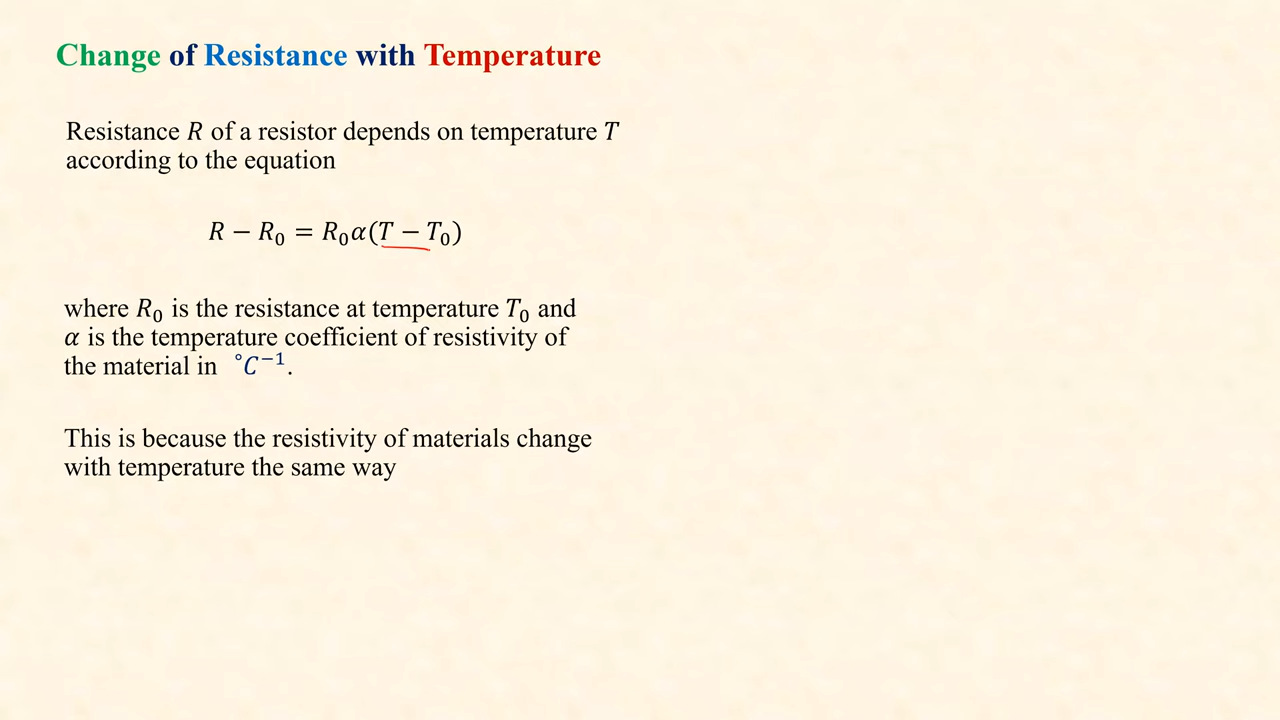 Change of Resistance with Temperature
Resistance 𝑅 of a resistor depends on temperature 𝑇
according to the equation
𝑅 − 𝑅₀ = 𝑅₀𝛼(𝑇 − 𝑇₀)
where 𝑅₀ is the resistance at temperature 𝑇₀ and
𝛼 is the temperature coefficient of resistivity of
the material in °𝐶⁻¹.
This is because the resistivity of materials change
with temperature the same way